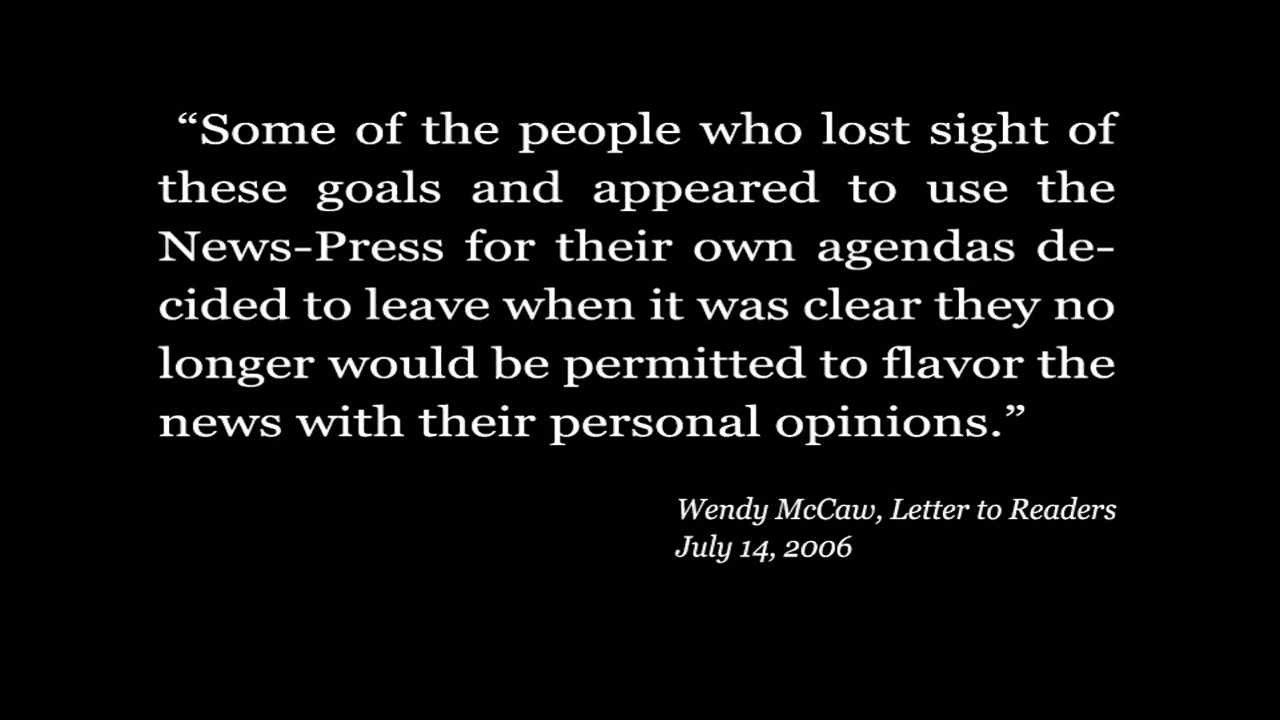 “Some of the people who lost sight of
these goals and appeared to use the
News-Press for their own agendas de-
cided to leave when it was clear they no
longer would be permitted to flavor the
news with their personal opinions.”
Wendy McCaw, Letter to Readers
July 14, 2006